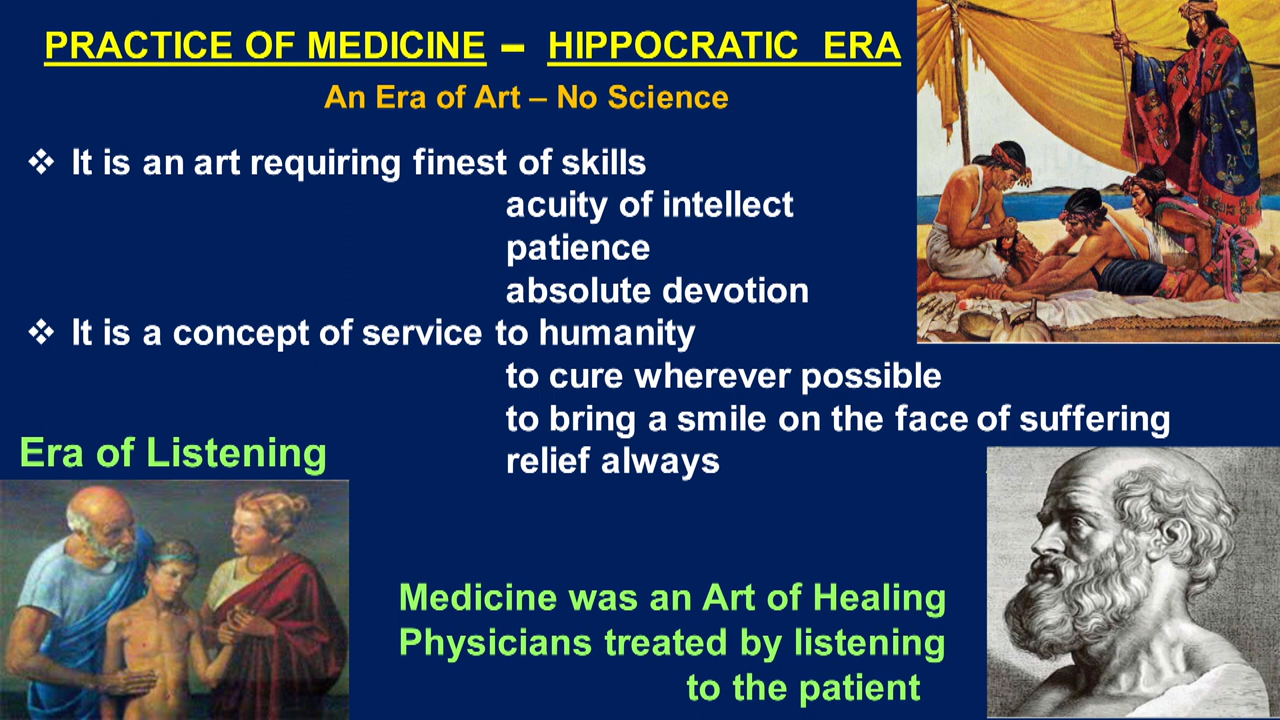 PRACTICE OF MEDICINE – HIPPOCRATIC ERA
An Era of Art – No Science
❖ It is an art requiring finest of skills
acuity of intellect
patience
absolute devotion
❖ It is a concept of service to humanity
to cure wherever possible
to bring a smile on the face of suffering
relief always
Era of Listening
Medicine was an Art of Healing
Physicians treated by listening
to the patient